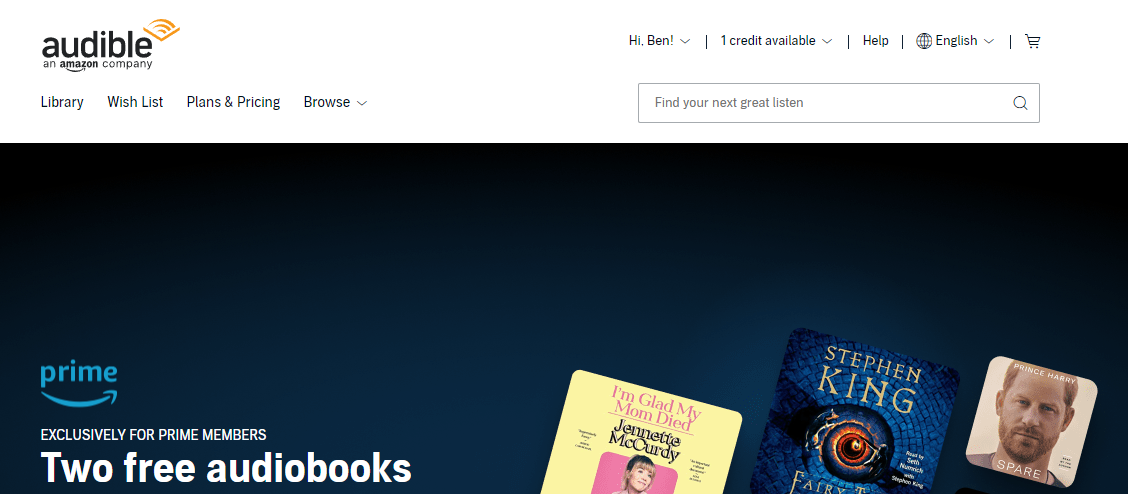 audible
an amazon company
Hi, Ben!
1 credit available
Help
English
Library
Wish List
Plans & Pricing
Browse
Find your next great listen
prime
EXCLUSIVELY FOR PRIME MEMBERS
Two free audiobooks
I'm Glad My
Mom Died
Jennette
McCurdy
STEPHEN
KING
Read by
Seth
Numrich
with
Stephen King
FAIRY
PRINCE HARRY
SPARE